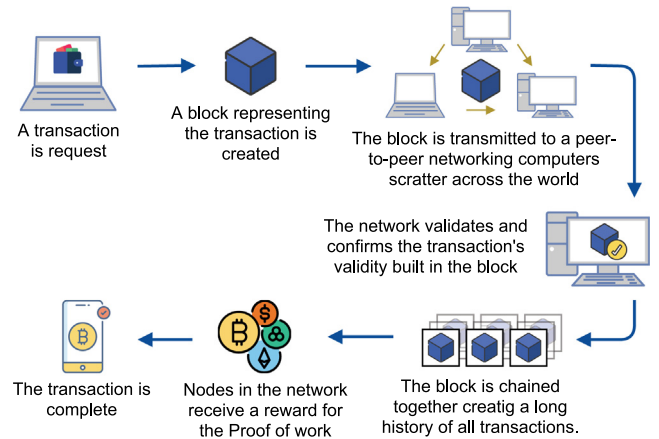 A transaction
is request
A block representing
the transaction is
created
The block is transmitted to a peer-
to-peer networking computers
scratter across the world
The network validates and
confirms the transaction's
validity built in the block
The block is chained
together creatig a long
history of all transactions.
Nodes in the network
receive a reward for
the Proof of work
The transaction is
complete